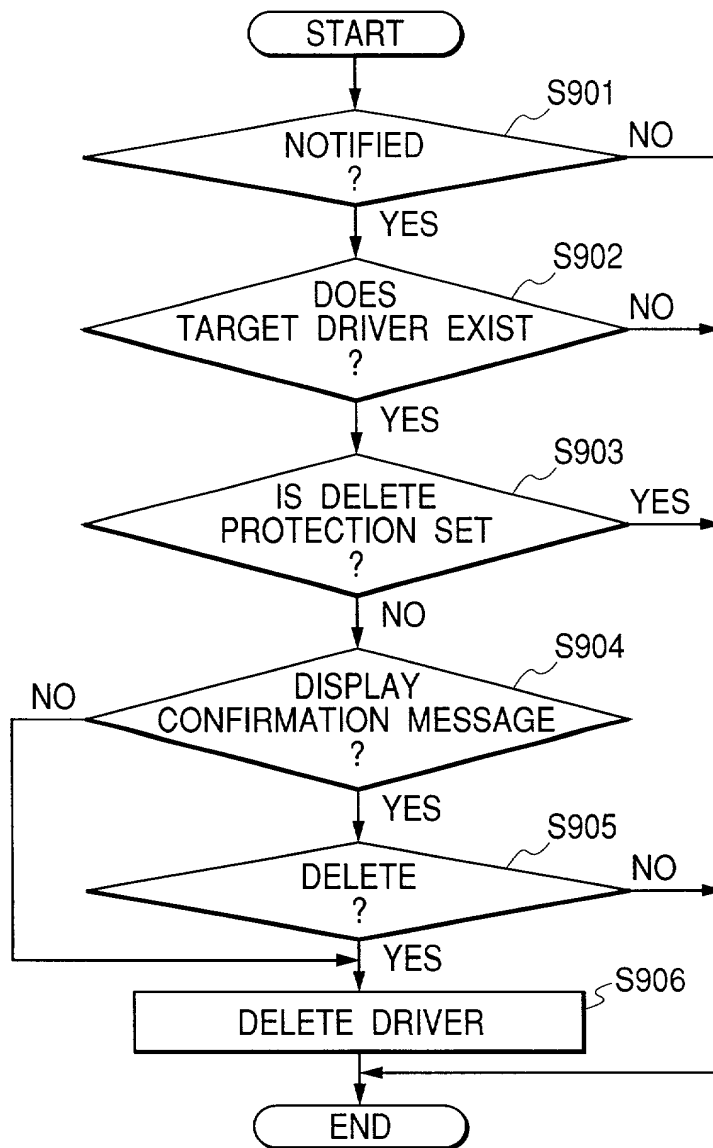 START
S901
NOTIFIED
?
NO
YES
S902
DOES
TARGET DRIVER EXIST
?
NO
YES
S903
IS DELETE
PROTECTION SET
?
YES
NO
S904
DISPLAY
CONFIRMATION MESSAGE
?
NO
YES
S905
DELETE
?
NO
YES
S906
DELETE DRIVER
END